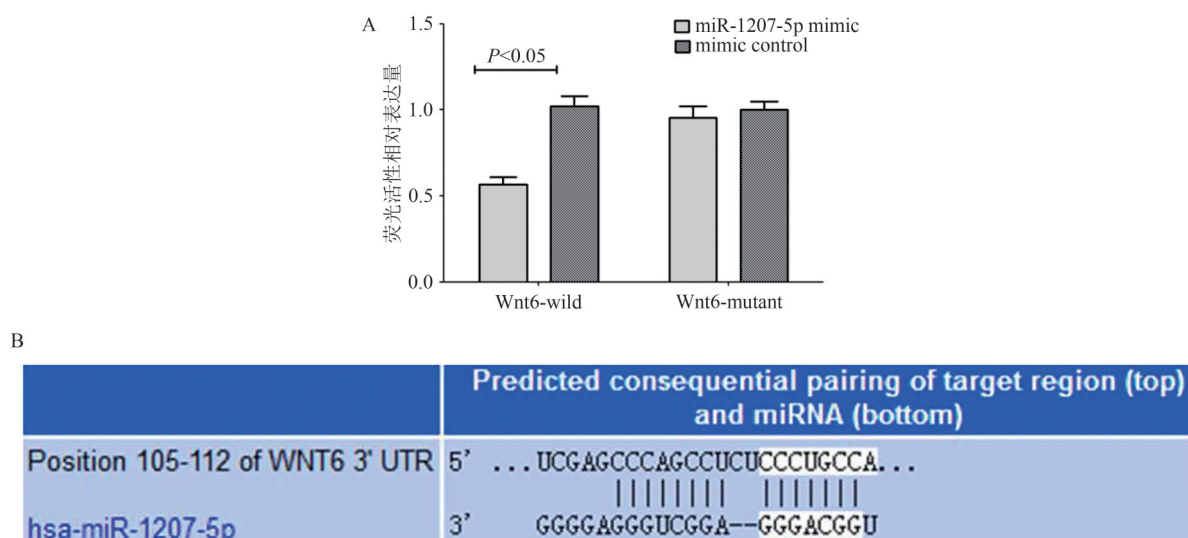 A
1.5
1.0
0.5
0.0
荧光活性相对表达量
P<0.05
miR-1207-5p mimic
mimic control
Wnt6-wild
Wnt6-mutant
B
Predicted consequential pairing of target region (top)
and miRNA (bottom)
Position 105-112 of WNT6 3' UTR 5' ...UCGAGCCCAGCCUCUCCCUGCCA...
hsa-miR-1207-5p 3' GGGGAGGGUCGGA--GGGACGGU